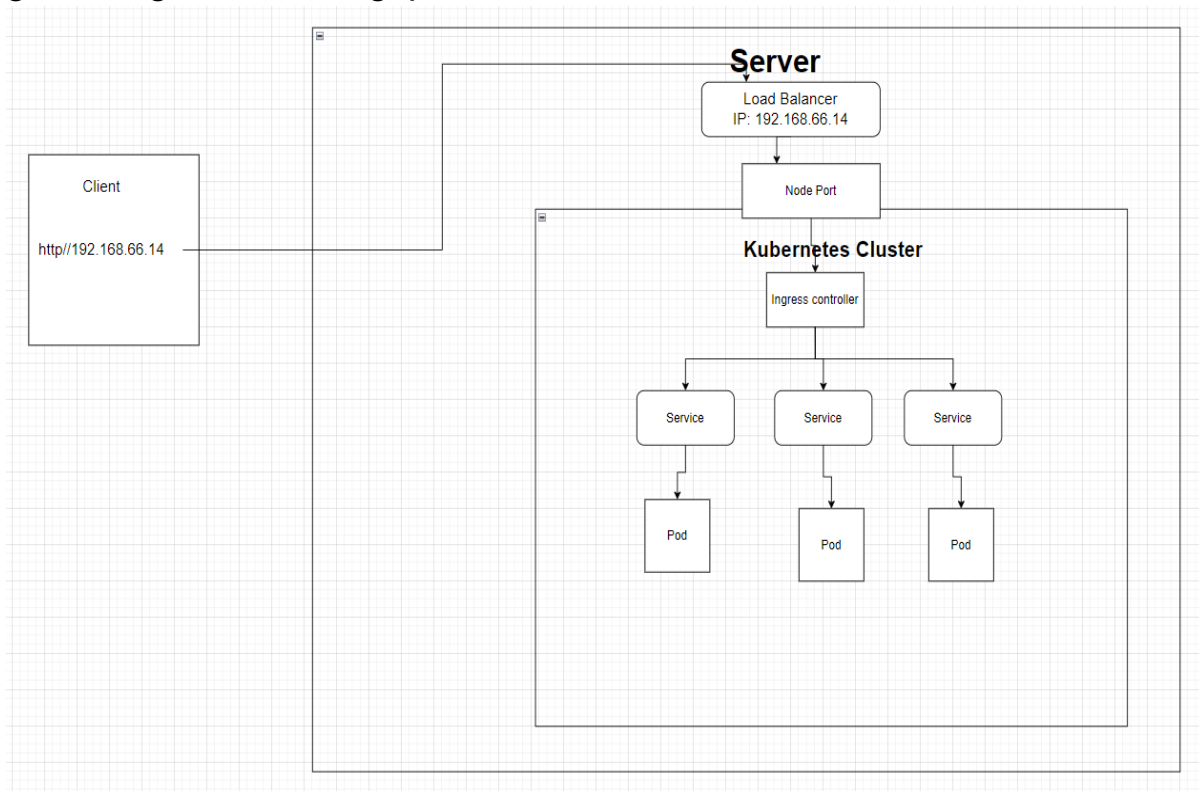 Server
Load Balancer
IP: 192.168.66.14
Client
Node Port
http//192.168.66.14
Kubernetes Cluster
Ingress controller
Service
Service
Service
Pod
Pod
Pod